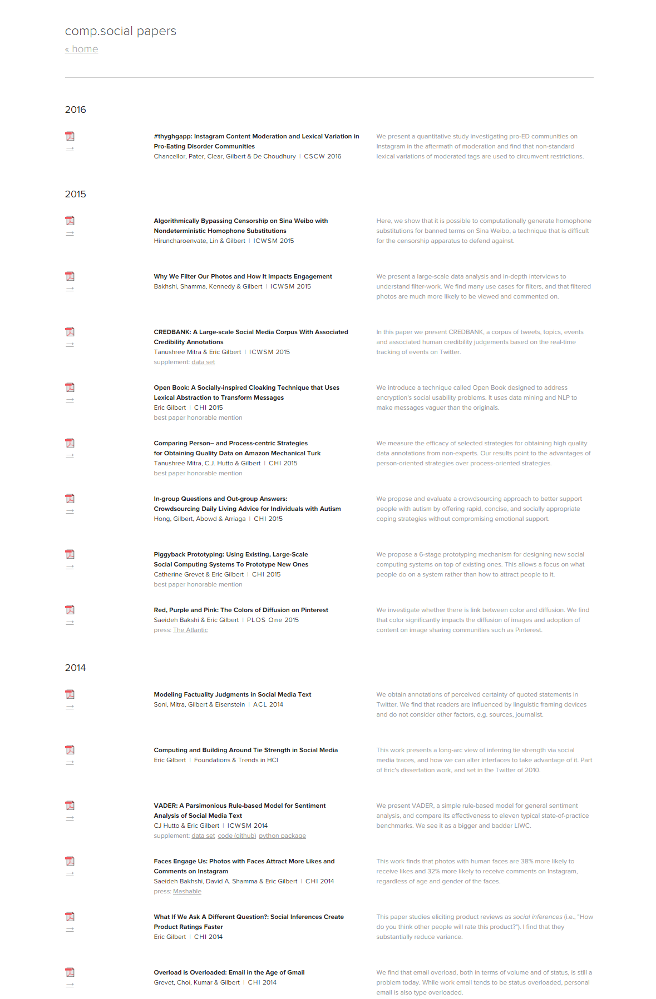 comp.social papers
« home
2016
#thyghgapp: Instagram Content Moderation and Lexical Variation in
Pro-Eating Disorder Communities
Chancellor, Pater, Clear, Gilbert & De Choudhury | CSCW 2016
We present a quantitative study investigating pro-ED communities on
Instagram in the aftermath of moderation and find that non-standard
lexical variations of moderated tags are used to circumvent restrictions.
2015
Algorithmically Bypassing Censorship on Sina Weibo with
Nondeterministic Homophone Substitutions
Hiruncharoenvate, Lin & Gilbert | ICWSM 2015
Here, we show that it is possible to computationally generate homophone
substitutions for banned terms on Sina Weibo, a technique that is difficult
for the censorship apparatus to defend against.
Why We Filter Our Photos and How It Impacts Engagement
Bakhshi, Shamma, Kennedy & Gilbert | ICWSM 2015
We present a large-scale data analysis and in-depth interviews to
understand filter-work. We find many use cases for filters, and that filtered
photos are much more likely to be viewed and commented on.
CREDBANK: A Large-scale Social Media Corpus With Associated
Credibility Annotations
Tanushree Mitra & Eric Gilbert | ICWSM 2015
supplement: data set
In this paper we present CREDBANK, a corpus of tweets, topics, events
and associated human credibility judgements based on the real-time
tracking of events on Twitter.
Open Book: A Socially-inspired Cloaking Technique that Uses
Lexical Abstraction to Transform Messages
Eric Gilbert | CHI 2015
best paper honorable mention
We introduce a technique called Open Book designed to address
encryption's social usability problems. It uses data mining and NLP to
make messages vaguer than the originals.
Comparing Person– and Process-centric Strategies
for Obtaining Quality Data on Amazon Mechanical Turk
Tanushree Mitra, C.J. Hutto & Gilbert | CHI 2015
best paper honorable mention
We measure the efficacy of selected strategies for obtaining high quality
data annotations from non-experts. Our results point to the advantages of
person-oriented strategies over process-oriented strategies.
In-group Questions and Out-group Answers:
Crowdsourcing Daily Living Advice for Individuals with Autism
Hong, Gilbert, Abowd & Arriaga | CHI 2015
We propose and evaluate a crowdsourcing approach to better support
people with autism by offering rapid, concise, and socially appropriate
coping strategies without compromising emotional support.
Piggyback Prototyping: Using Existing, Large-Scale
Social Computing Systems To Prototype New Ones
Catherine Grevet & Eric Gilbert | CHI 2015
best paper honorable mention
We propose a 6-stage prototyping mechanism for designing new social
computing systems on top of existing ones. This allows a focus on what
people do on a system rather than how to attract people to it.
Red, Purple and Pink: The Colors of Diffusion on Pinterest
Saeideh Bakshi & Eric Gilbert | PLOS One 2015
press: The Atlantic
We investigate whether there is link between color and diffusion. We find
that color significantly impacts the diffusion of images and adoption of
content on image sharing communities such as Pinterest.
2014
Modeling Factuality Judgments in Social Media Text
Soni, Mitra, Gilbert & Eisenstein | ACL 2014
We obtain annotations of perceived certainty of quoted statements in
Twitter. We find that readers are influenced by linguistic framing devices
and do not consider other factors, e.g. sources, journalist.
Computing and Building Around Tie Strength in Social Media
Eric Gilbert | Foundations & Trends in HCI
This work presents a long-arc view of inferring tie strength via social
media traces, and how we can alter interfaces to take advantage of it. Part
of Eric's dissertation work, and set in the Twitter of 2010.
VADER: A Parsimonious Rule-based Model for Sentiment
Analysis of Social Media Text
CJ Hutto & Eric Gilbert | ICWSM 2014
supplement: data set code (github) python package
We present VADER, a simple rule-based model for general sentiment
analysis, and compare its effectiveness to eleven typical state-of-practice
benchmarks. We see it as a bigger and badder LIWC.
Faces Engage Us: Photos with Faces Attract More Likes and
Comments on Instagram
Saeideh Bakhshi, David A. Shamma & Eric Gilbert | CHI 2014
press: Mashable
This work finds that photos with human faces are 38% more likely to
receive likes and 32% more likely to receive comments on Instagram,
regardless of age and gender of the faces.
What If We Ask A Different Question?: Social Inferences Create
Product Ratings Faster
Eric Gilbert | CHI 2014
This paper studies eliciting product reviews as social inferences (i.e., "How
do you think other people will rate this product?"). I find that they
substantially reduce variance.
Overload is Overloaded: Email in the Age of Gmail
Grevet, Choi, Kumar & Gilbert | CHI 2014
We find that email overload, both in terms of volume and of status, is still a
problem today. While work email tends to be status overloaded, personal
email is also type overloaded.